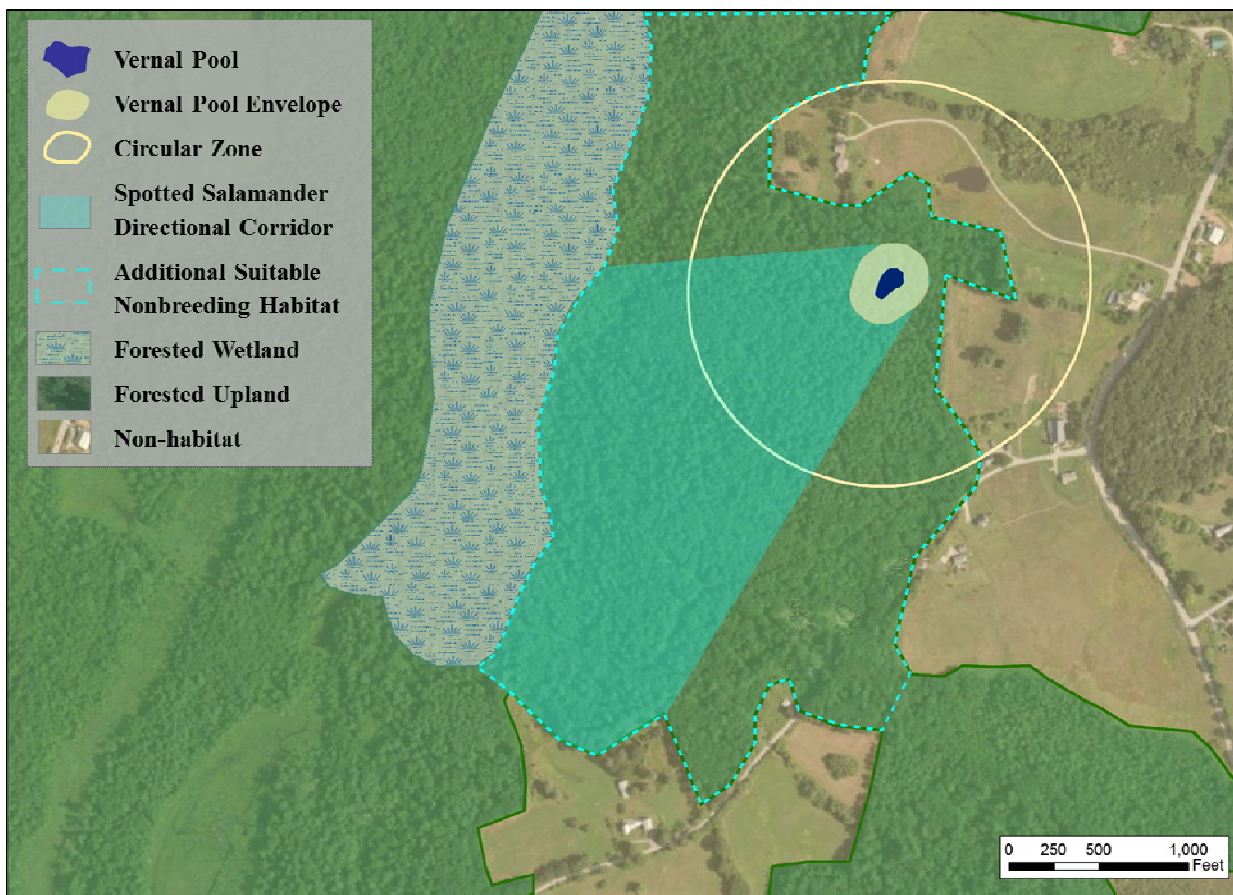 Vernal Pool
Vernal Pool Envelope
Circular Zone
Spotted Salamander
Directional Corridor
Additional Suitable
Nonbreeding Habitat
Forested Wetland
Forested Upland
Non-habitat
0 250 500 1,000
Feet